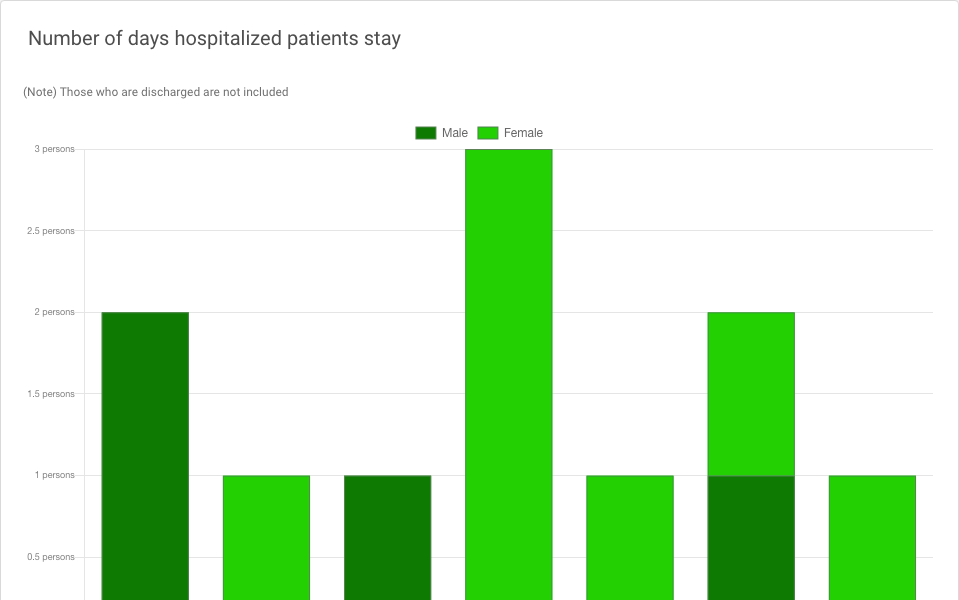 Number of days hospitalized patients stay
(Note) Those who are discharged are not included
Male Female
3 persons
2.5 persons
2 persons
1.5 persons
1 persons
0.5 persons